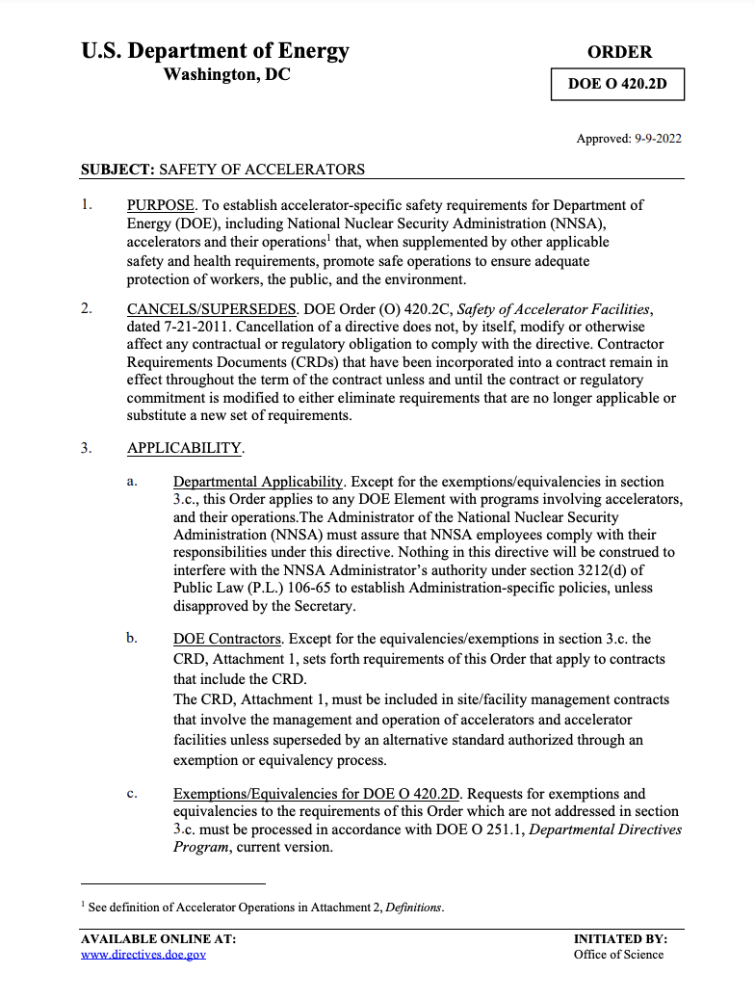 U.S. Department of Energy
Washington, DC
ORDER
DOE O 420.2D
Approved: 9-9-2022
SUBJECT: SAFETY OF ACCELERATORS
1. PURPOSE. To establish accelerator-specific safety requirements for Department of
Energy (DOE), including National Nuclear Security Administration (NNSA),
accelerators and their operations1 that, when supplemented by other applicable
safety and health requirements, promote safe operations to ensure adequate
protection of workers, the public, and the environment.
2. CANCELS/SUPERSEDES. DOE Order (O) 420.2C, Safety of Accelerator Facilities,
dated 7-21-2011. Cancellation of a directive does not, by itself, modify or otherwise
affect any contractual or regulatory obligation to comply with the directive. Contractor
Requirements Documents (CRDs) that have been incorporated into a contract remain in
effect throughout the term of the contract unless and until the contract or regulatory
commitment is modified to either eliminate requirements that are no longer applicable or
substitute a new set of requirements.
3. APPLICABILITY.
a. Departmental Applicability. Except for the exemptions/equivalencies in section
3.c., this Order applies to any DOE Element with programs involving accelerators,
and their operations.The Administrator of the National Nuclear Security
Administration (NNSA) must assure that NNSA employees comply with their
responsibilities under this directive. Nothing in this directive will be construed to
interfere with the NNSA Administrator's authority under section 3212(d) of
Public Law (P.L.) 106-65 to establish Administration-specific policies, unless
disapproved by the Secretary.
b. DOE Contractors. Except for the equivalencies/exemptions in section 3.c. the
CRD, Attachment 1, sets forth requirements of this Order that apply to contracts
that include the CRD.
The CRD, Attachment 1, must be included in site/facility management contracts
that involve the management and operation of accelerators and accelerator
facilities unless superseded by an alternative standard authorized through an
exemption or equivalency process.
c. Exemptions/Equivalencies for DOE O 420.2D. Requests for exemptions and
equivalencies to the requirements of this Order which are not addressed in section
3.c. must be processed in accordance with DOE O 251.1, Departmental Directives
Program, current version.
1 See definition of Accelerator Operations in Attachment 2, Definitions.
AVAILABLE ONLINE AT:
www.directives.doe.gov
INITIATED BY:
Office of Science